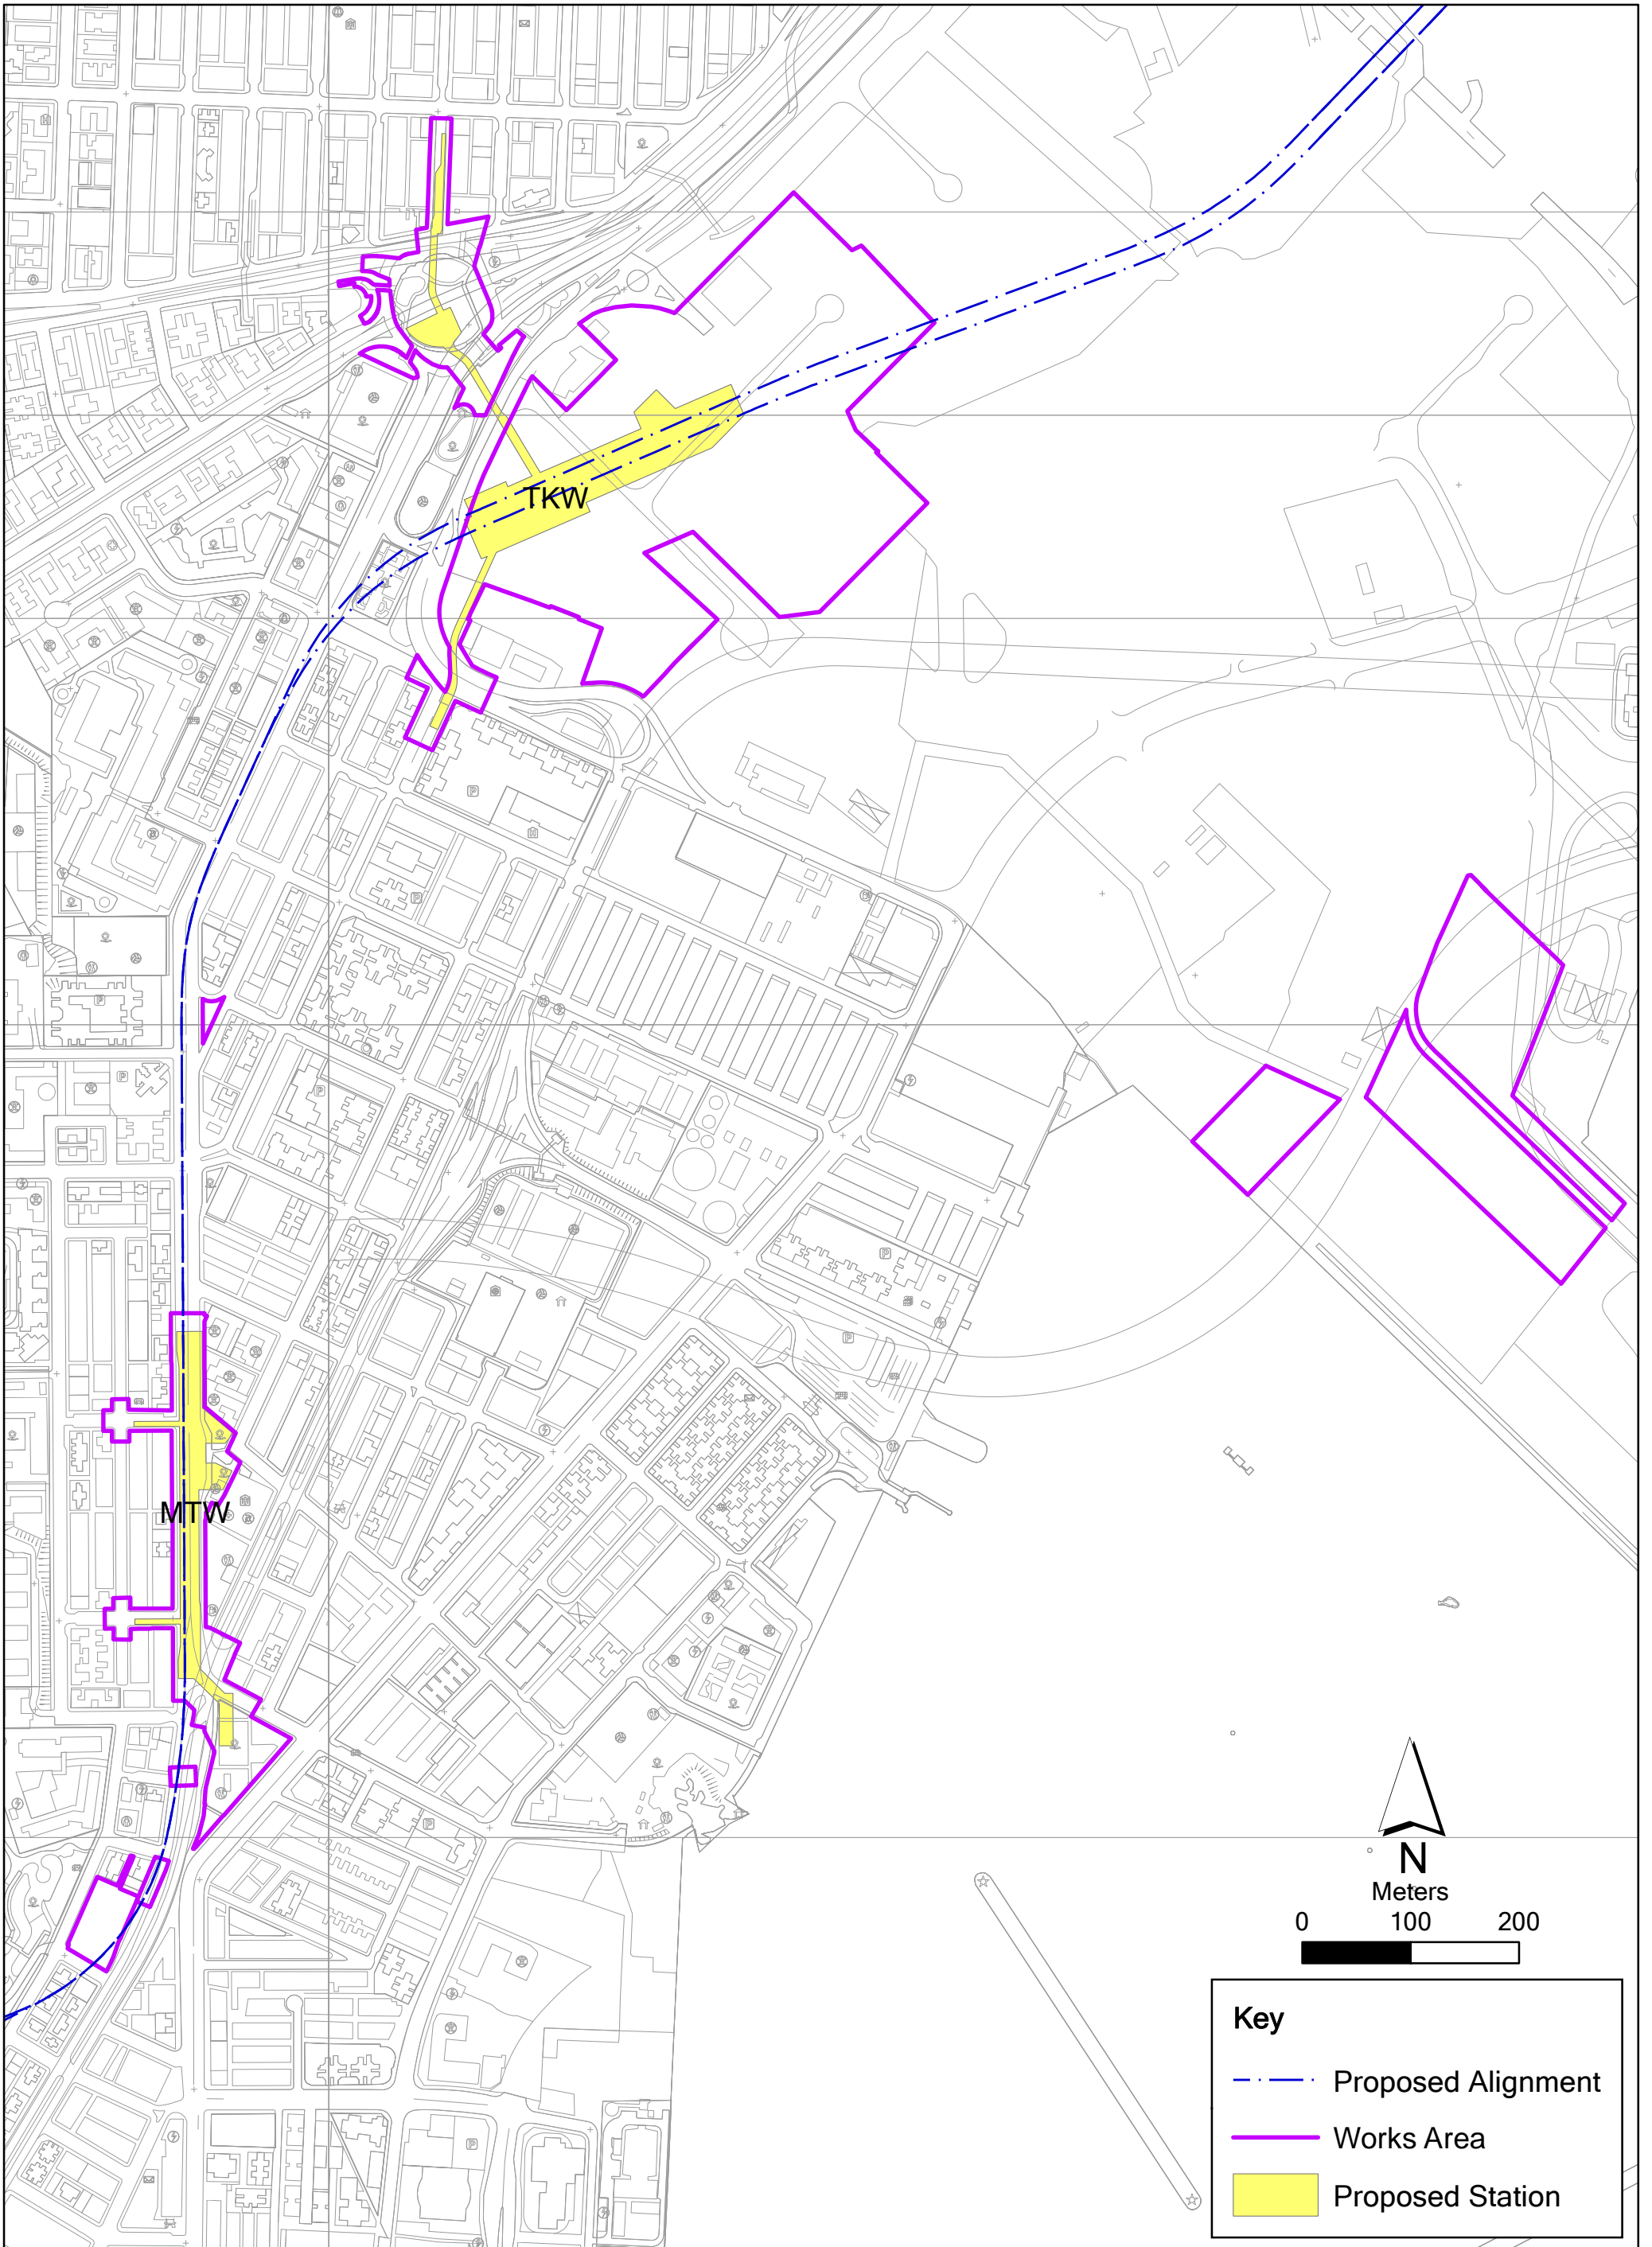 TKW
MTW
N
Meters
0 100 200
Key
Proposed Alignment
Works Area
Proposed Station